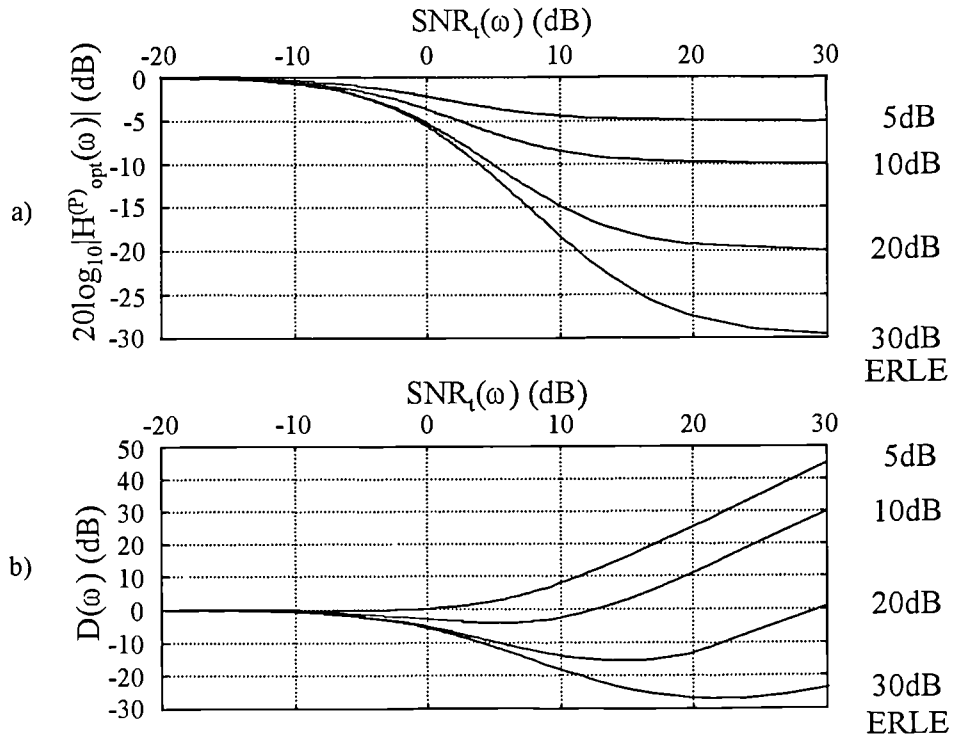 SNRt(ω) (dB)
-20 -10 0 10 20 30
a)
20log10|H(P)opt(ω)| (dB)
0
-5
-10
-15
-20
-25
-30
5dB
10dB
20dB
30dB
ERLE
SNRt(ω) (dB)
-20 -10 0 10 20 30
b)
D(ω) (dB)
50
40
30
20
10
0
-10
-20
-30
5dB
10dB
20dB
30dB
ERLE